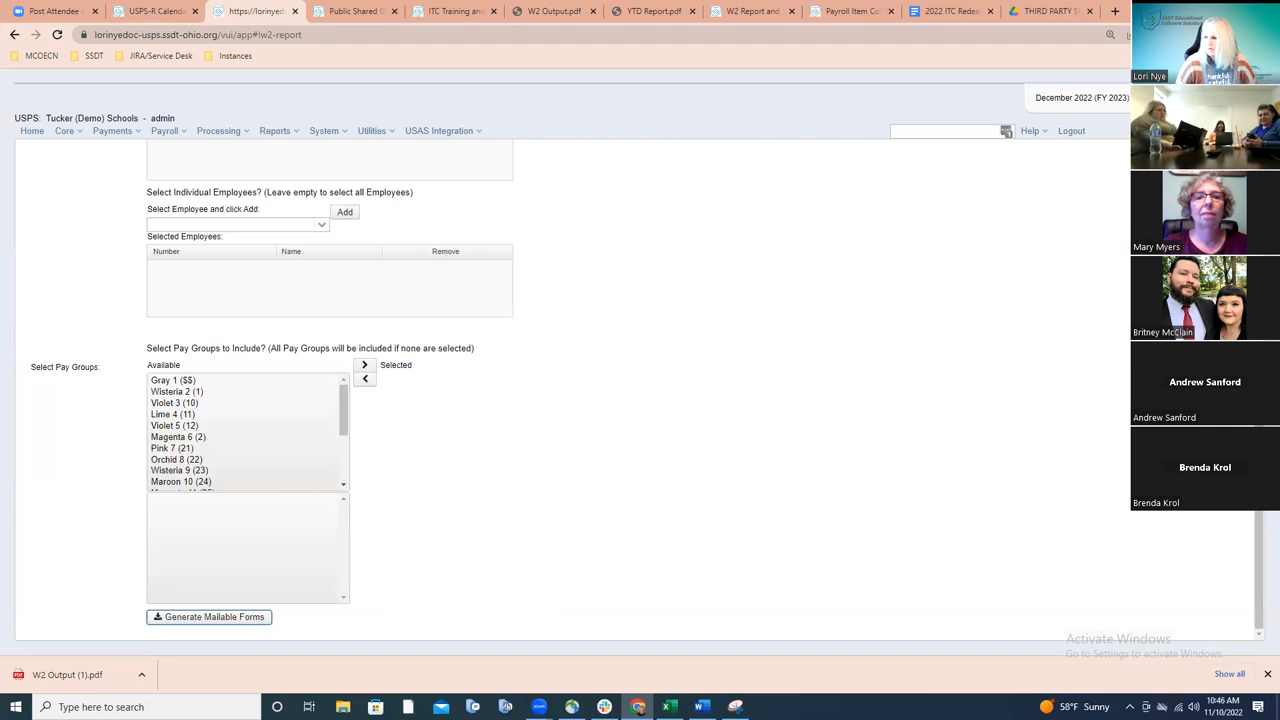 USPS-R Calend
https://lorinyed
Public Shared D
ITC Training and
W2 Output.pdf
YTD Report.pdf
W2 Report and
Payroll Item Co
2022 ITC Reden
THIRD PARTY S
.usps.ssdt-ohio.org/vui/app#!w2-report
MCOECN
SSDT
JIRA/Service Desk
Instances
SSDT Educational
Software Solutions
thankful
grateful
Lori Nye
December 2022 (FY 2023)
USPS: Tucker (Demo) Schools - admin
Home
Core
Payments
Payroll
Processing
Reports
System
Utilities
USAS Integration
Help
Logout
Select Individual Employees? (Leave empty to select all Employees)
Select Employee and click Add:
Add
Selected Employees:
Number
Name
Remove
Mary Myers
Britney McClain
Select Pay Groups to Include? (All Pay Groups will be included if none are selected)
Select Pay Groups:
Available
Selected
Gray 1 ($$)
Wisteria 2 (1)
Violet 3 (10)
Lime 4 (11)
Violet 5 (12)
Magenta 6 (2)
Pink 7 (21)
Orchid 8 (22)
Wisteria 9 (23)
Maroon 10 (24)
Andrew Sanford
Andrew Sanford
Brenda Krol
Brenda Krol
Generate Mailable Forms
Activate Windows
Go to Settings to activate Windows.
W2 Output (1).pdf
Show all
Type here to search
58°F Sunny
10:46 AM
11/10/2022